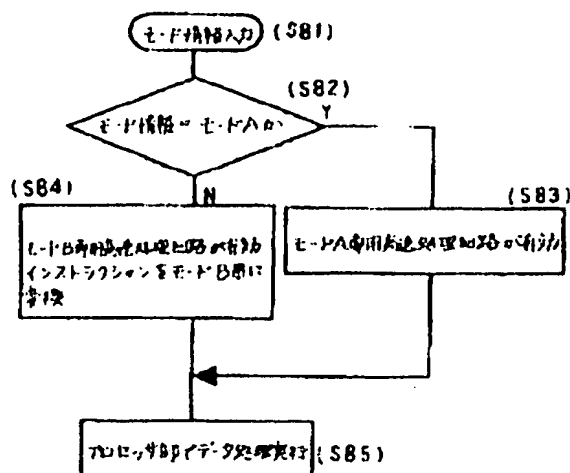 モード情報入力 (S81)
(S82)
モード情報=モードAか Y
(S84) N (S83)
モードB専用高速処理回路が有効
インストラクションをモードB用に
変換
モードA専用高速処理回路が有効
プロセッサ部でデータ処理実行 (S85)